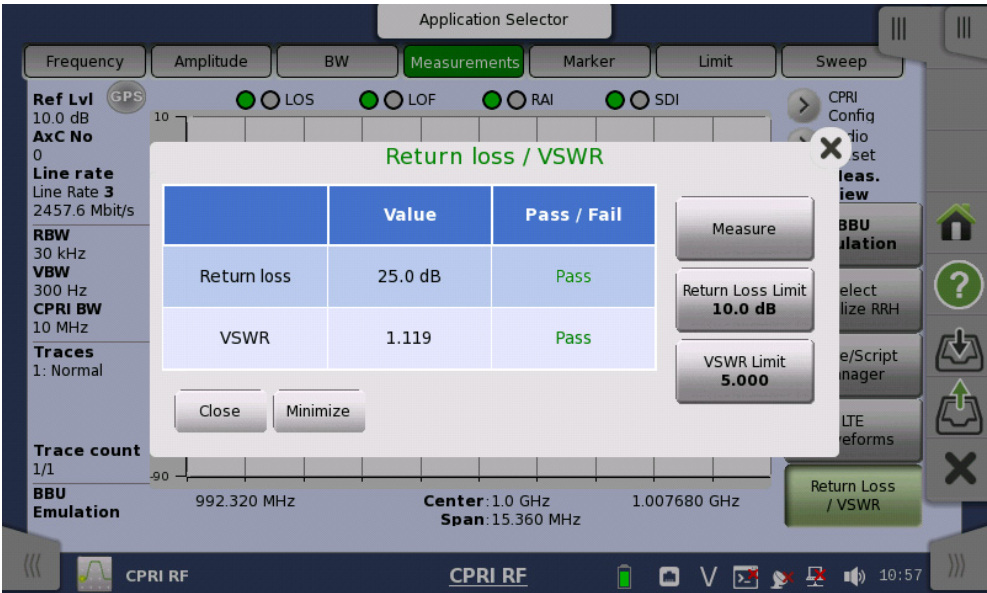 Application Selector
Frequency
Amplitude
BW
Measurements
Marker
Limit
Sweep
Ref Lvl
GPS
10.0 dB
AxC No
0
Line rate
Line Rate 3
2457.6 Mbit/s
RBW
30 kHz
VBW
300 Hz
CPRI BW
10 MHz
Traces
1: Normal
Trace count
1/1
BBU
Emulation
LOS
LOF
RAI
SDI
10
-90
Return loss / VSWR
Value
Pass / Fail
Return loss
25.0 dB
Pass
VSWR
1.119
Pass
Measure
Return Loss Limit
10.0 dB
VSWR Limit
5.000
Close
Minimize
992.320 MHz
Center:1.0 GHz
1.007680 GHz
Span:15.360 MHz
CPRI
Config
BBU
RRH
/Script
LTE
Return Loss
/ VSWR
CPRI RF
CPRI RF
10:57